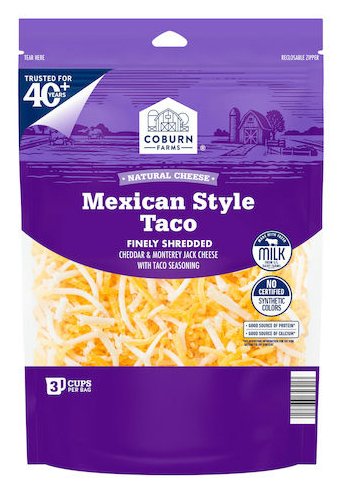 TEAR HERE
RECLOSABLE ZIPPER
TRUSTED FOR
40+
YEARS
COBURN
FARMS®
NATURAL CHEESE
Mexican Style
Taco
FINELY SHREDDED
CHEDDAR & MONTEREY JACK CHEESE
WITH TACO SEASONING
MILK
NO
CERTIFIED
SYNTHETIC
COLORS
• GOOD SOURCE OF PROTEIN*
• GOOD SOURCE OF CALCIUM*
3 CUPS
PER BAG